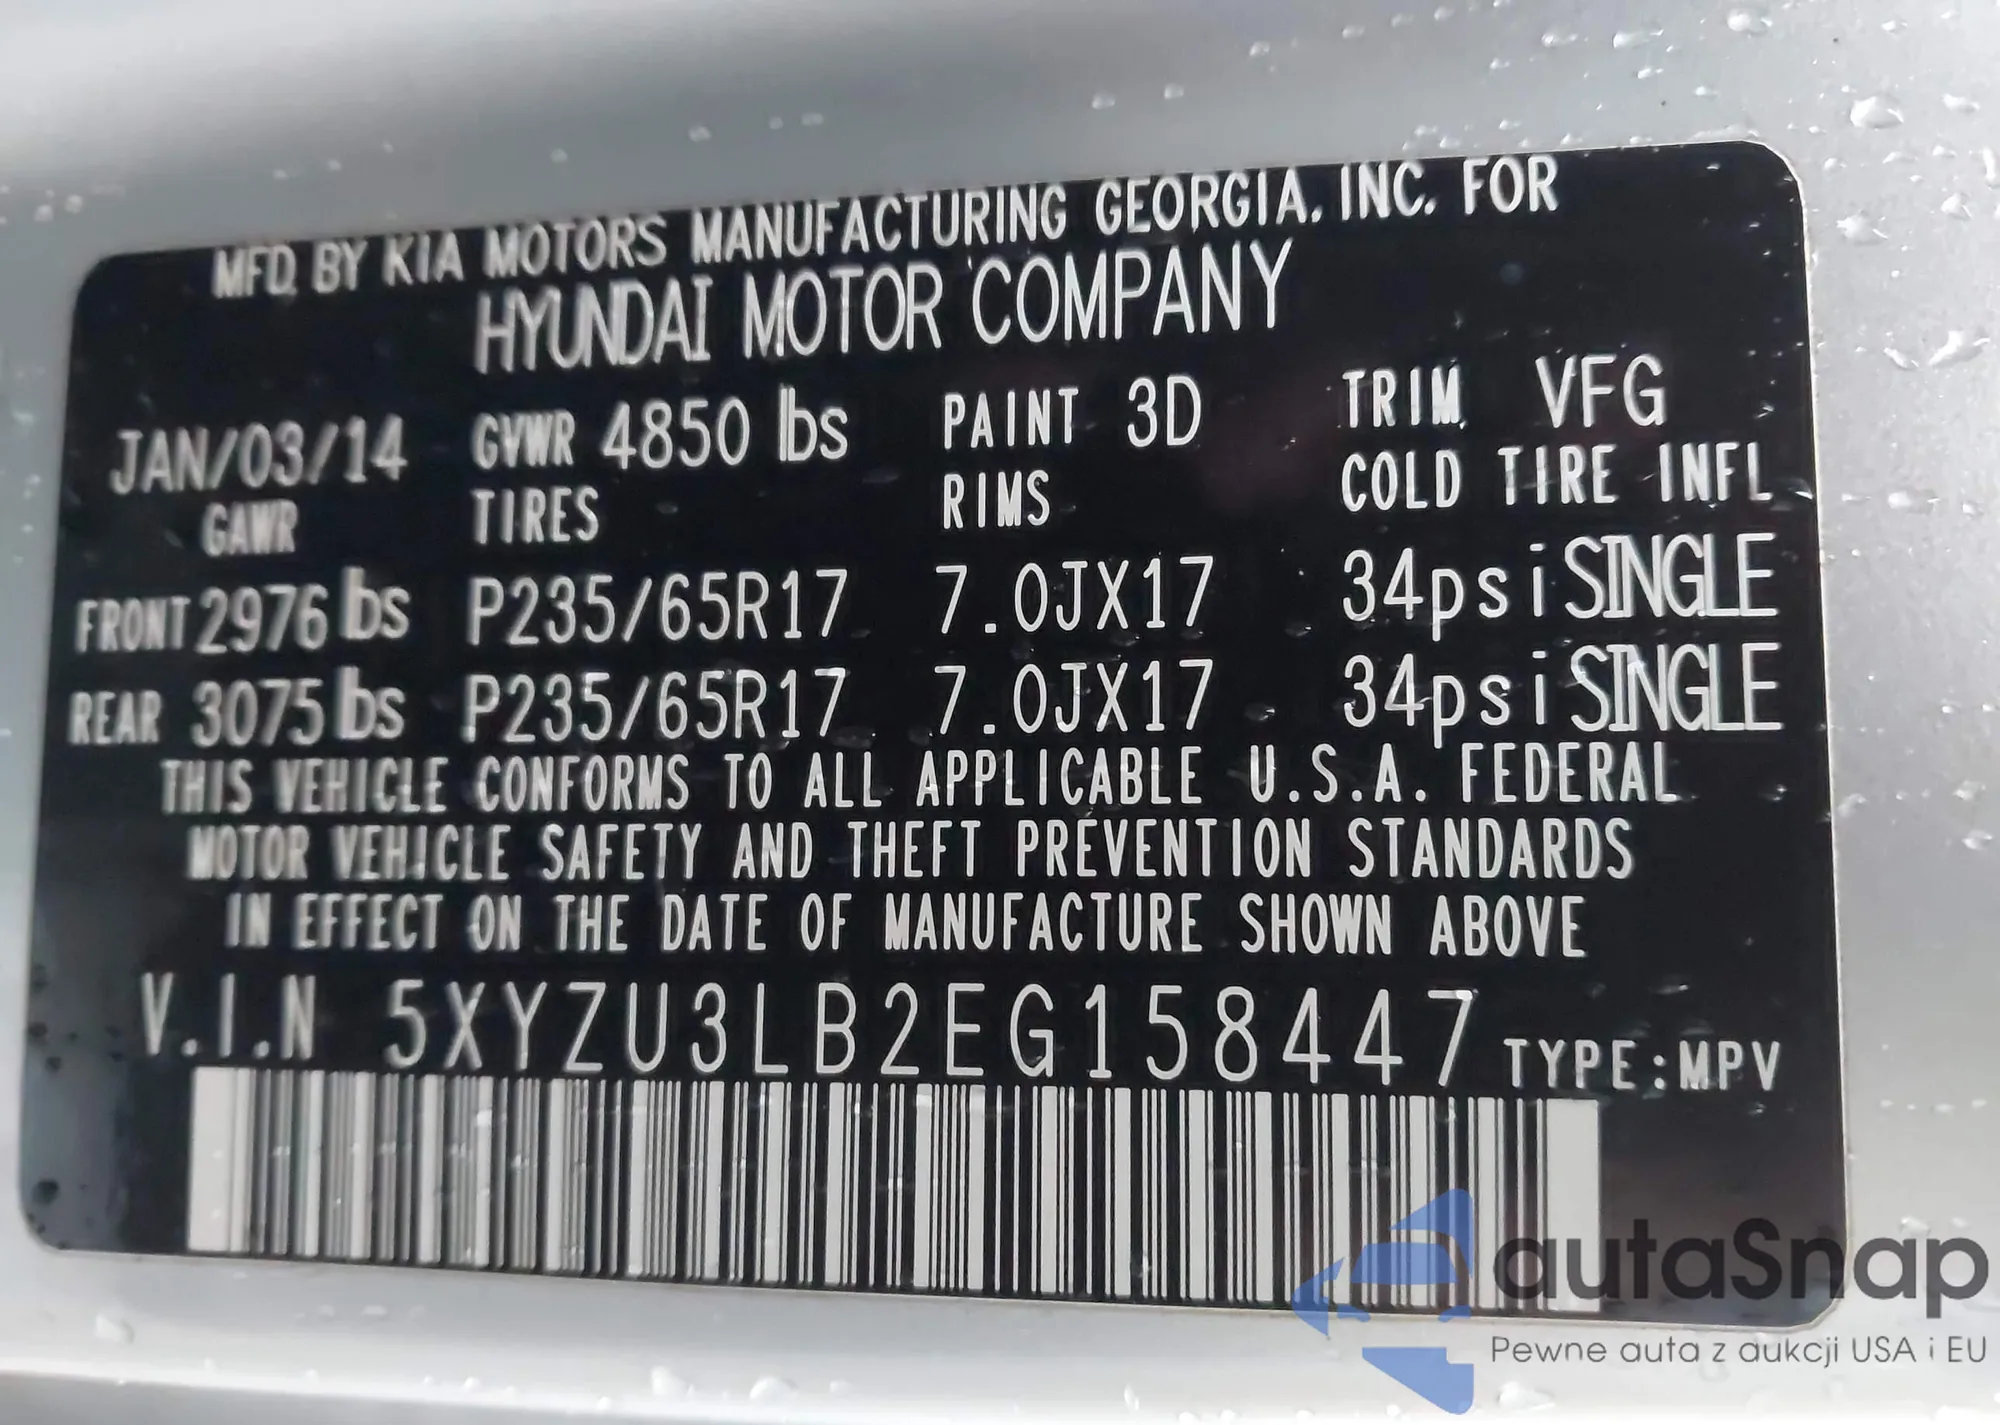 MFD BY KIA MOTORS MANUFACTURING GEORGIA, INC. FOR
HYUNDAI MOTOR COMPANY
JAN/03/14 GVWR 4850 lbs PAINT 3D TRIM VFG
GAWR TIRES RIMS COLD TIRE INFL
FRONT 2976 lbs P235/65R17 7.0JX17 34psi SINGLE
REAR 3075 lbs P235/65R17 7.0JX17 34psi SINGLE
THIS VEHICLE CONFORMS TO ALL APPLICABLE U.S.A. FEDERAL
MOTOR VEHICLE SAFETY AND THEFT PREVENTION STANDARDS
IN EFFECT ON THE DATE OF MANUFACTURE SHOWN ABOVE
V.I.N 5XYZU3LB2EG158447 TYPE:MPV
autaSnap
Pewne auta z aukcji USA i EU